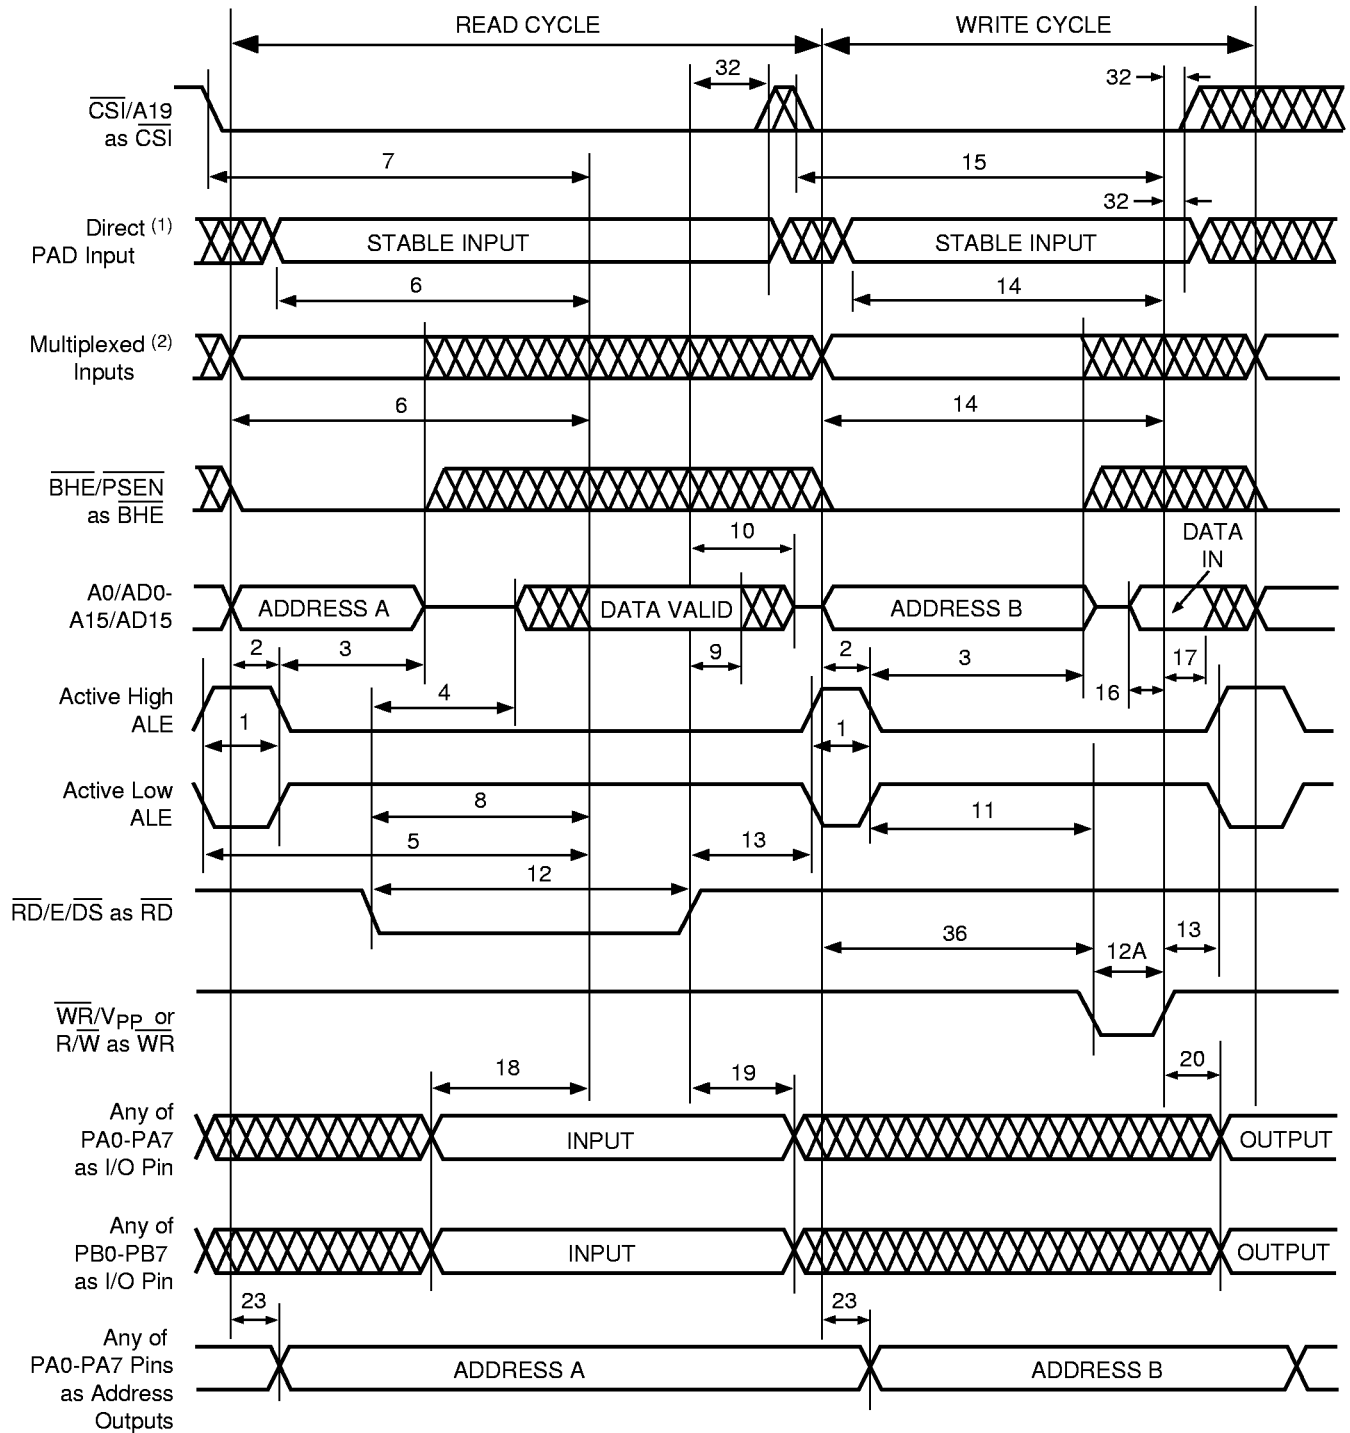 READ CYCLE
WRITE CYCLE
32
32
CSI/A19
as CSI
7
15
32
Direct (1)
PAD Input
STABLE INPUT
STABLE INPUT
6
14
Multiplexed (2)
Inputs
6
14
BHE/PSEN
as BHE
10
DATA
IN
A0/AD0-
A15/AD15
ADDRESS A
DATA VALID
ADDRESS B
2
3
9
2
3
17
Active High
ALE
4
16
1
1
Active Low
ALE
8
11
5
13
12
RD/E/DS as RD
36
13
12A
WR/VPP or
R/W as WR
18
19
20
Any of
PA0-PA7
as I/O Pin
INPUT
OUTPUT
Any of
PB0-PB7
as I/O Pin
INPUT
OUTPUT
23
23
Any of
PA0-PA7 Pins
as Address
Outputs
ADDRESS A
ADDRESS B